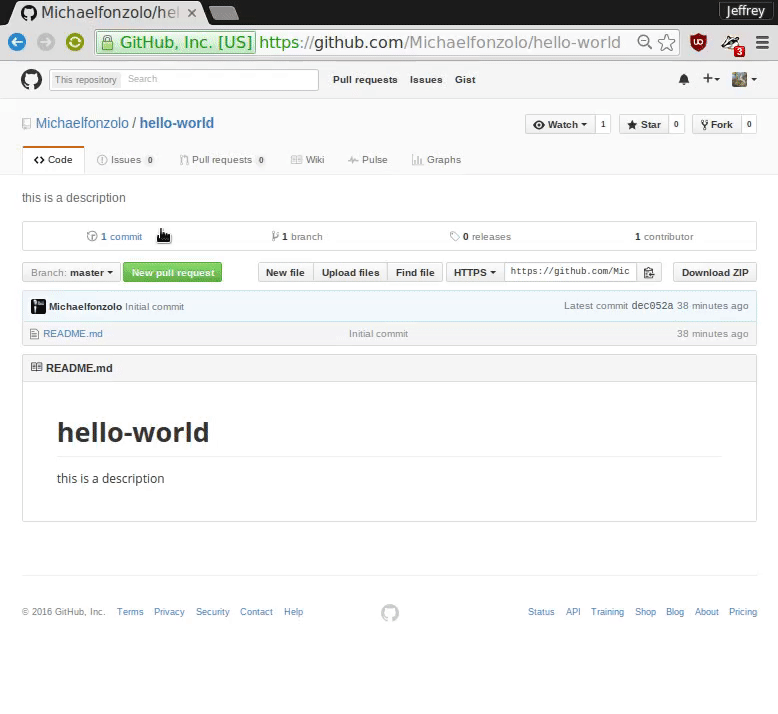 Michaelfonzolo/hel
Jeffrey
GitHub, Inc. [US] https://github.com/Michaelfonzolo/hello-world
3
This repository Search Pull requests Issues Gist
Michaelfonzolo / hello-world Watch 1 Star 0 Fork 0
Code Issues 0 Pull requests 0 Wiki Pulse Graphs
this is a description
1 commit 1 branch 0 releases 1 contributor
Branch: master New pull request New file Upload files Find file HTTPS https://github.com/Mic Download ZIP
Michaelfonzolo Initial commit Latest commit dec052a 38 minutes ago
README.md Initial commit 38 minutes ago
README.md
hello-world
this is a description
© 2016 GitHub, Inc. Terms Privacy Security Contact Help Status API Training Shop Blog About Pricing